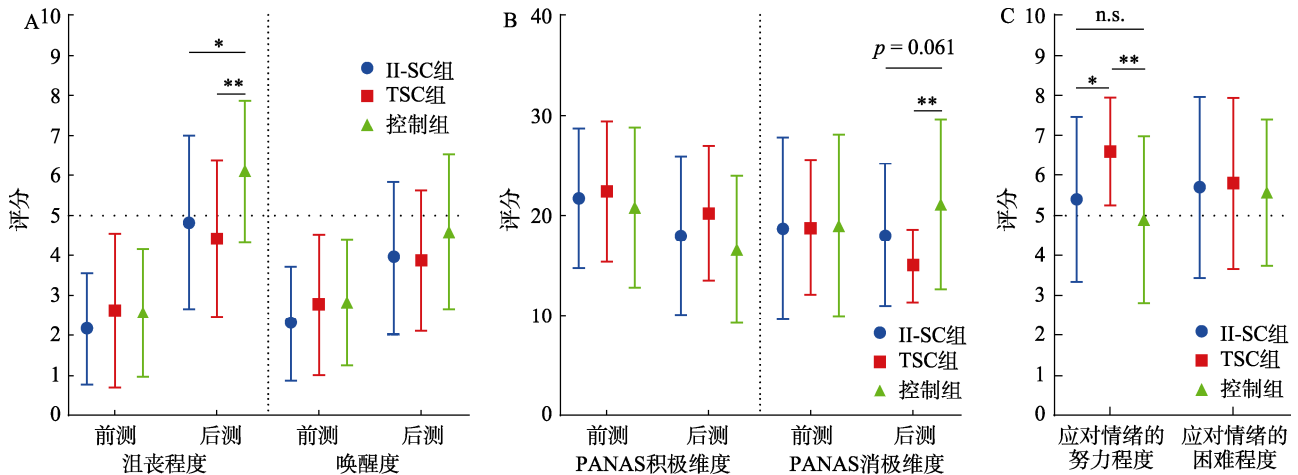 A
10
9
8
7
6
5
4
3
2
1
0
评分
*
**
II-SC组
TSC组
控制组
前测
后测
前测
后测
沮丧程度
唤醒度
B
40
30
20
10
0
评分
p = 0.061
**
II-SC组
TSC组
控制组
前测
后测
前测
后测
PANAS积极维度
PANAS消极维度
C
10
9
8
7
6
5
4
3
2
1
0
评分
n.s.
*
**
II-SC组
TSC组
控制组
应对情绪的
努力程度
应对情绪的
困难程度